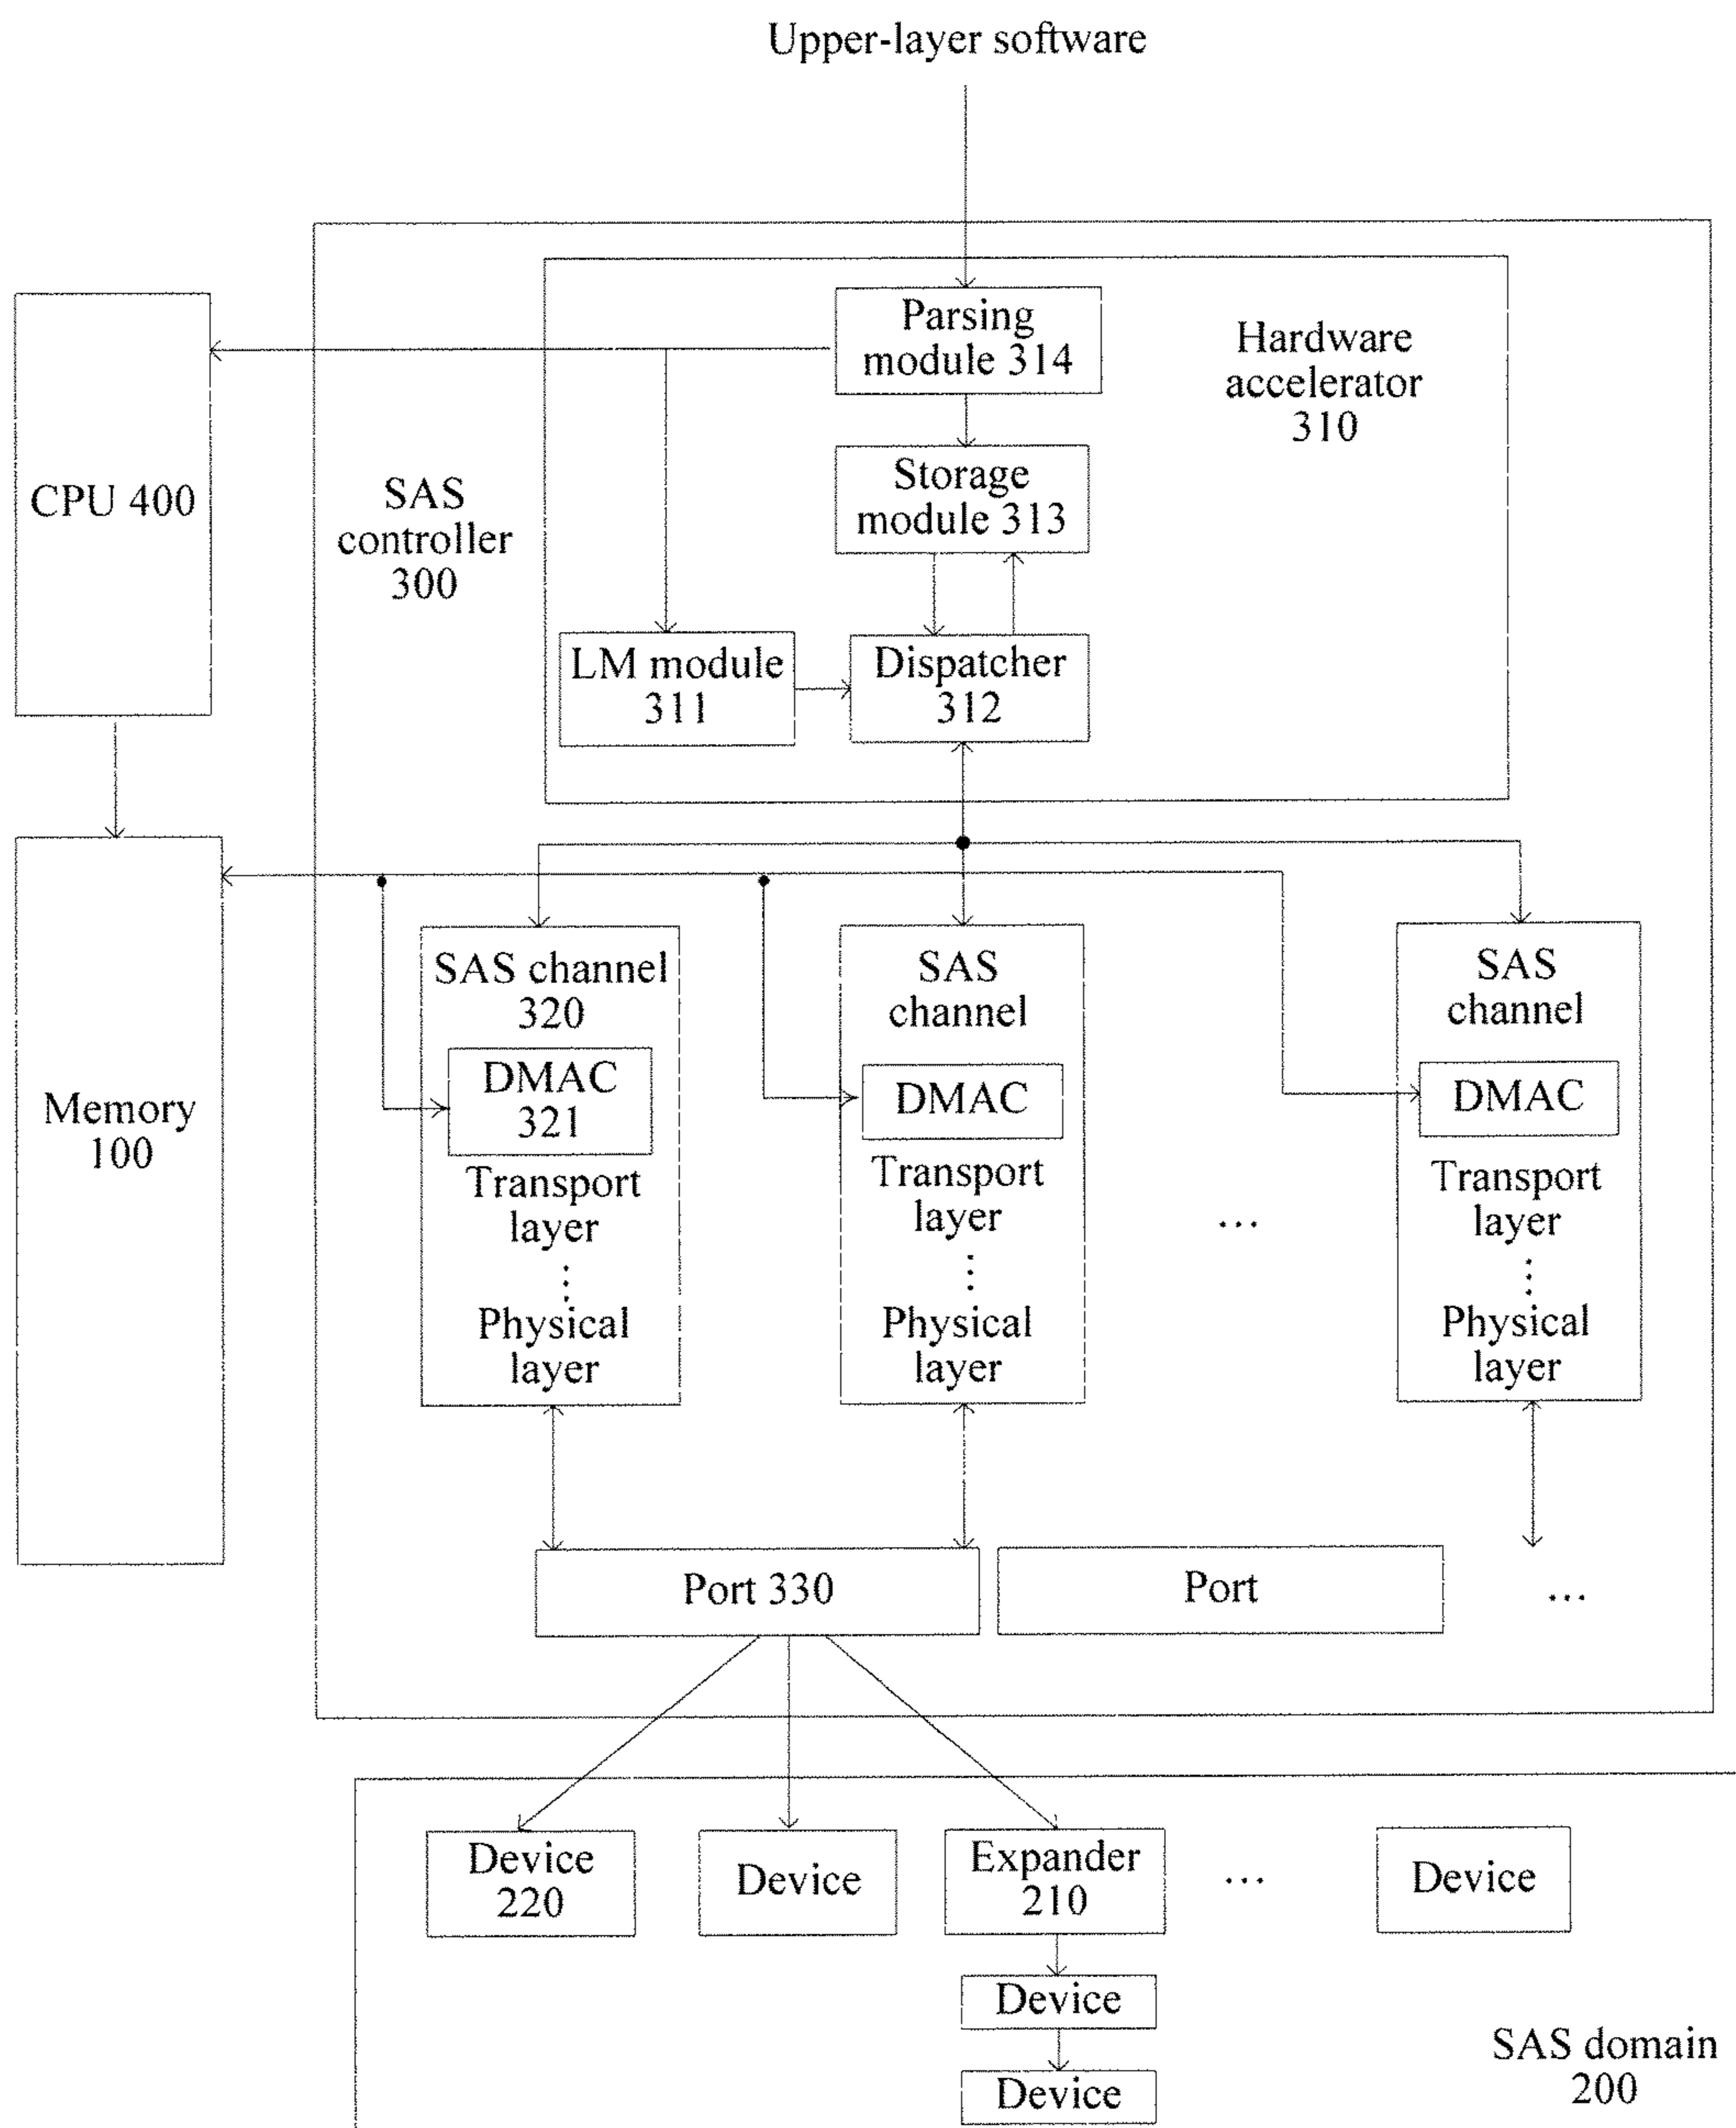 Upper-layer software
Parsing
module 314
Hardware
accelerator
310
CPU 400
SAS
controller
300
Storage
module 313
LM module
311
Dispatcher
312
Memory
100
SAS channel
320
DMAC
321
Transport
layer
⋮
Physical
layer
SAS
channel
DMAC
Transport
layer
⋮
Physical
layer
...
SAS
channel
DMAC
Transport
layer
⋮
Physical
layer
Port 330
Port
...
Device
220
Device
Expander
210
...
Device
Device
Device
SAS domain
200